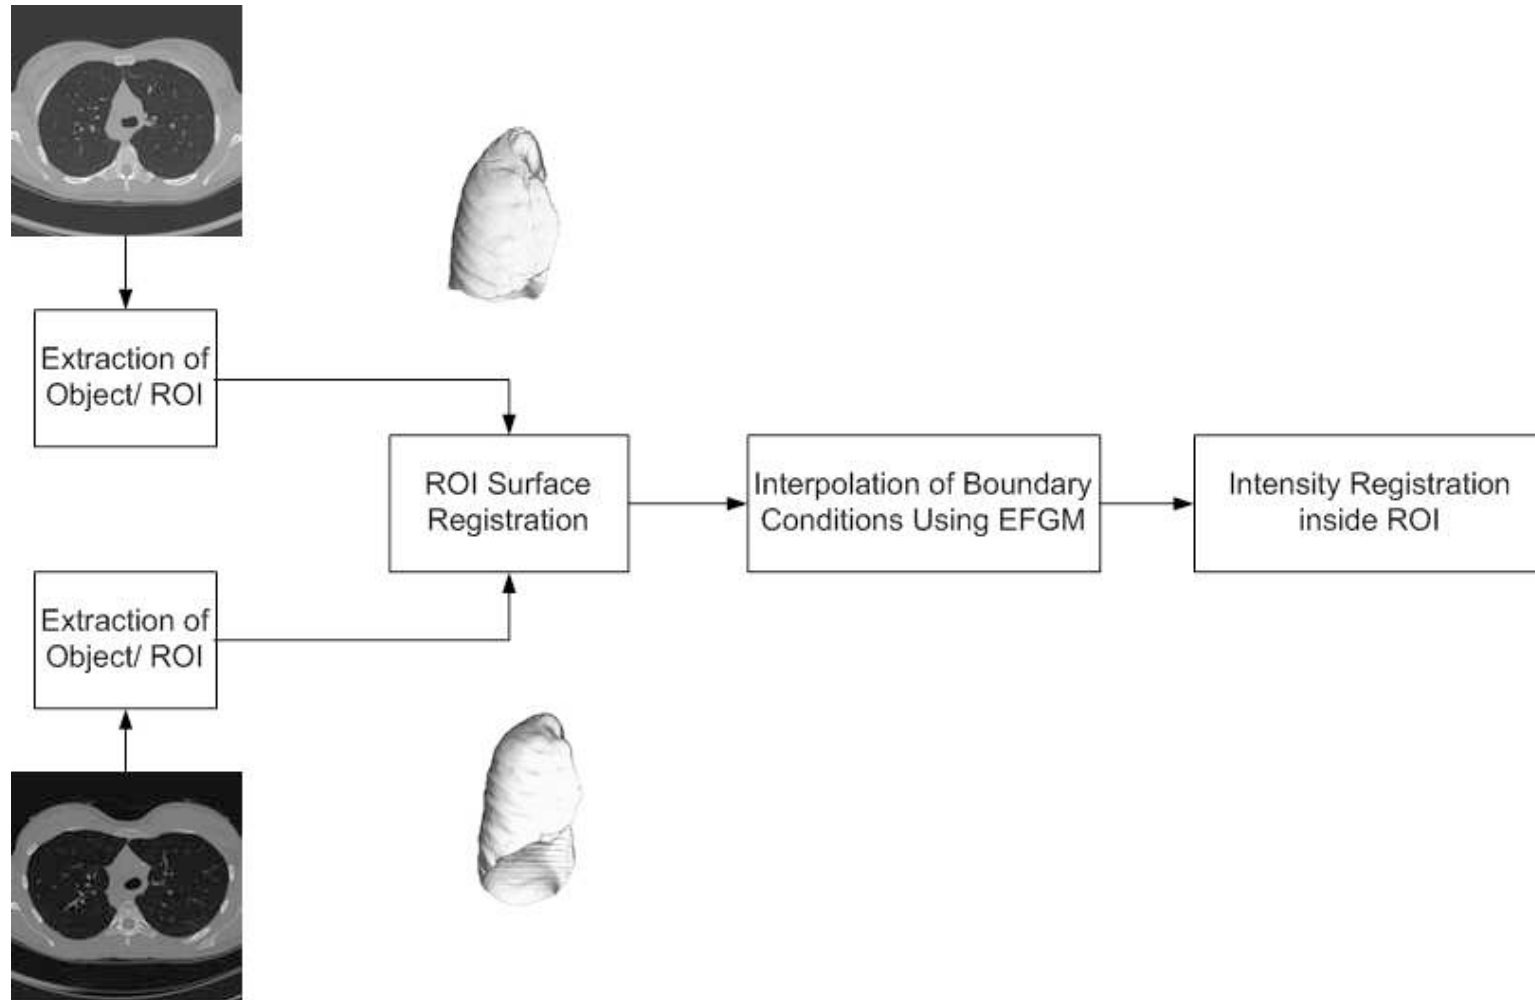 Extraction of
Object/ ROI
ROI Surface
Registration
Interpolation of Boundary
Conditions Using EFGM
Intensity Registration
inside ROI
Extraction of
Object/ ROI